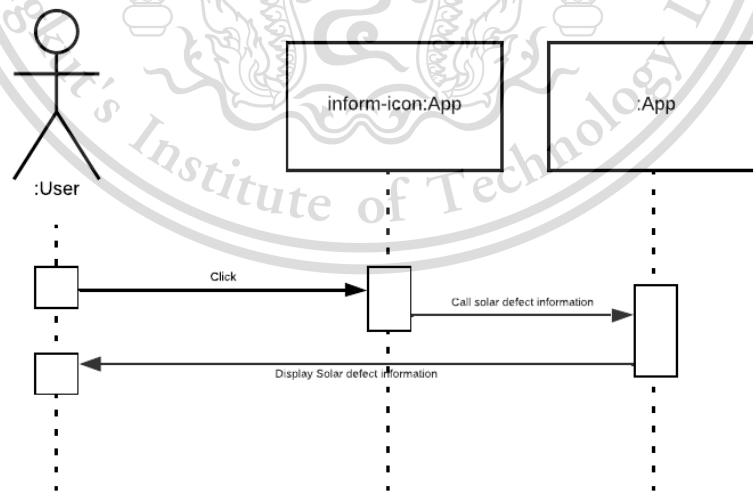 inform-icon:App
:App
:User
Institute of Technology
Click
Call solar defect information
Display Solar defect information